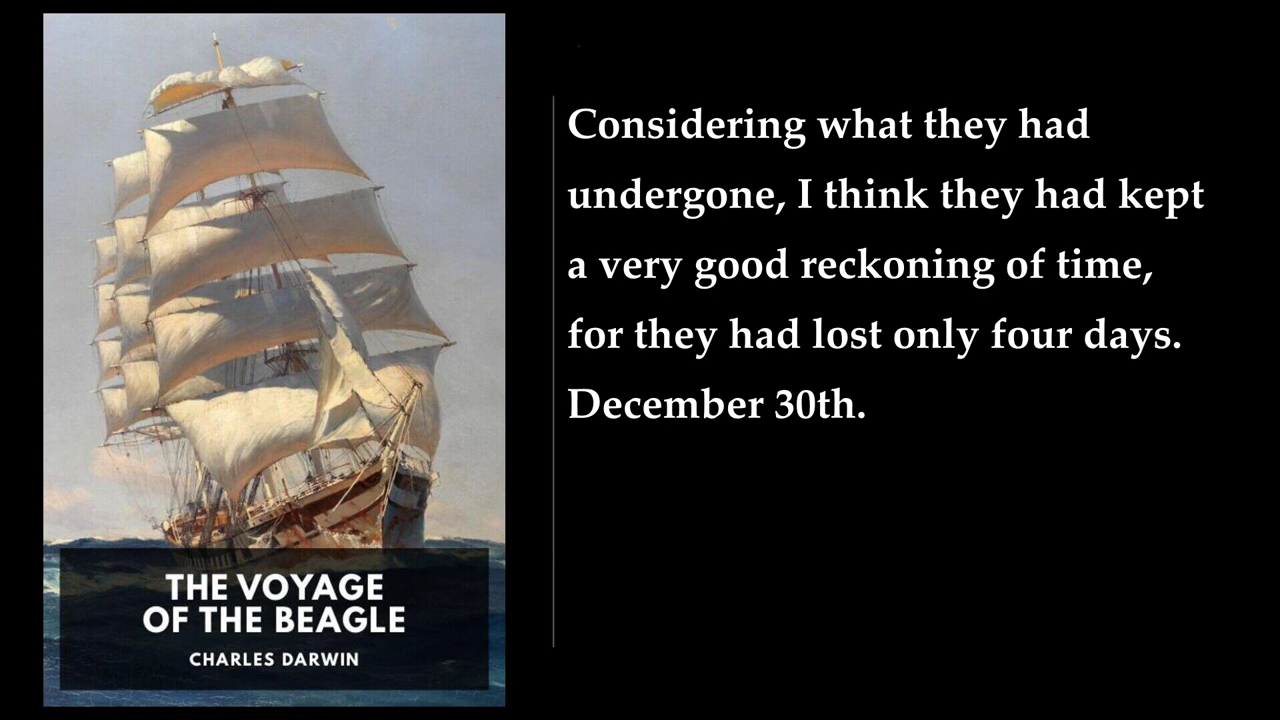 THE VOYAGE
OF THE BEAGLE
CHARLES DARWIN
Considering what they had
undergone, I think they had kept
a very good reckoning of time,
for they had lost only four days.
December 30th.